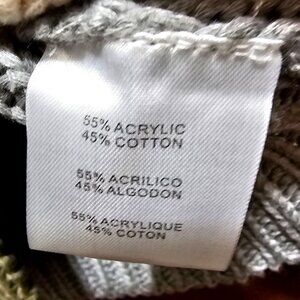 55% ACRYLIC
45% COTTON
55% ACRILICO
45% ALGODON
55% ACRYLIQUE
45% COTON